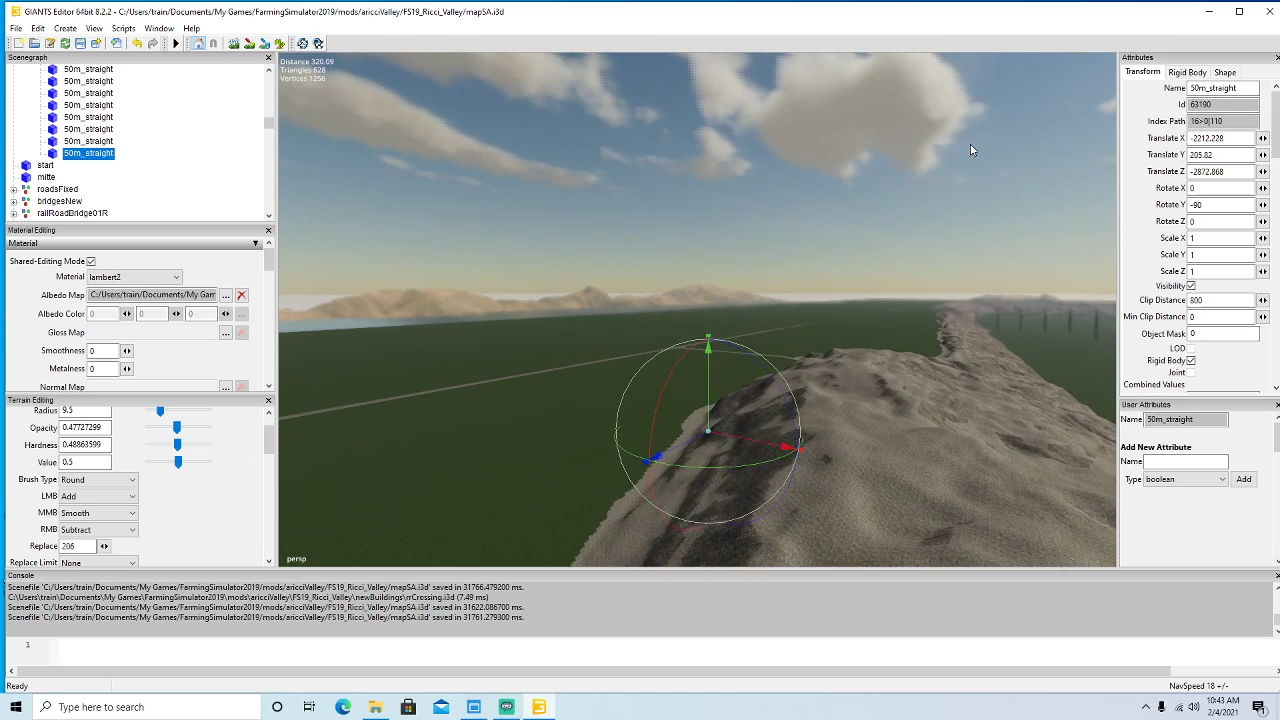 GIANTS Editor 64bit 8.2.2 - C:/Users/train/Documents/My Games/FarmingSimulator2019/mods/aricciValley/FS19_Ricci_Valley/mapSA.i3d
File Edit Create View Scripts Window Help
Scenegraph
50m_straight
50m_straight
50m_straight
50m_straight
50m_straight
50m_straight
50m_straight
50m_straight
start
mitte
roadsFixed
bridgesNew
railRoadBridge01R
Material Editing
Material
Shared-Editing Mode
Material lambert2
Albedo Map C:/Users/train/Documents/My Gam ...
Albedo Color 0 0 0 ...
Gloss Map ...
Smoothness 0
Metalness 0
Normal Map ...
Terrain Editing
Radius 9.5
Opacity 0.47727299
Hardness 0.48863599
Value 0.5
Brush Type Round
LMB Add
MMB Smooth
RMB Subtract
Replace 206
Replace Limit None
Distance 320.09
Triangles 628
Vertices 1256
persp
Attributes
Transform Rigid Body Shape
Name 50m_straight
Id 63190
Index Path 16>0|110
Translate X -2212.228
Translate Y 205.82
Translate Z -2872.868
Rotate X 0
Rotate Y -90
Rotate Z 0
Scale X 1
Scale Y 1
Scale Z 1
Visibility
Clip Distance 800
Min Clip Distance 0
Object Mask 0
LOD
Rigid Body
Joint
Combined Values
User Attributes
Name 50m_straight
Add New Attribute
Name
Type boolean Add
Console
Scenefile 'C:/Users/train/Documents/My Games/FarmingSimulator2019/mods/aricciValley/FS19_Ricci_Valley/mapSA.i3d' saved in 31766.479200 ms.
C:\Users\train\Documents\My Games\FarmingSimulator2019\mods\aricciValley\FS19_Ricci_Valley\newBuildings\rrCrossing.i3d (7.49 ms)
Scenefile 'C:/Users/train/Documents/My Games/FarmingSimulator2019/mods/aricciValley/FS19_Ricci_Valley/mapSA.i3d' saved in 31622.086700 ms.
Scenefile 'C:/Users/train/Documents/My Games/FarmingSimulator2019/mods/aricciValley/FS19_Ricci_Valley/mapSA.i3d' saved in 31761.279300 ms.
1
Ready
NavSpeed 18 +/-
Type here to search
10:43 AM
2/4/2021
1